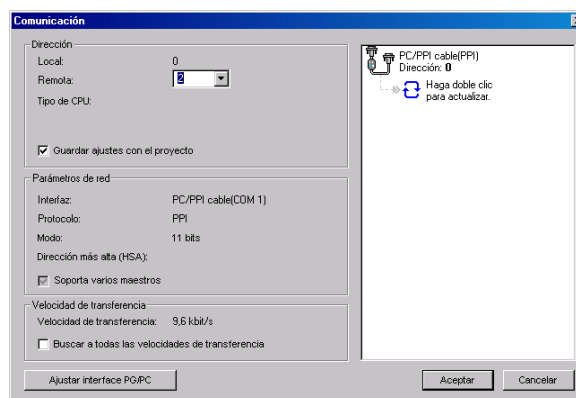 Comunicación
Dirección
Local: 0
Remota: 2
Tipo de CPU:
Guardar ajustes con el proyecto
Parámetros de red
Interfaz: PC/PPI cable(COM 1)
Protocolo: PPI
Modo: 11 bits
Dirección más alta (HSA):
Soporta varios maestros
Velocidad de transferencia
Velocidad de transferencia: 9,6 kbit/s
Buscar a todas las velocidades de transferencia
Ajustar interface PG/PC
PC/PPI cable(PPI)
Dirección: 0
Haga doble clic
para actualizar.
Aceptar
Cancelar